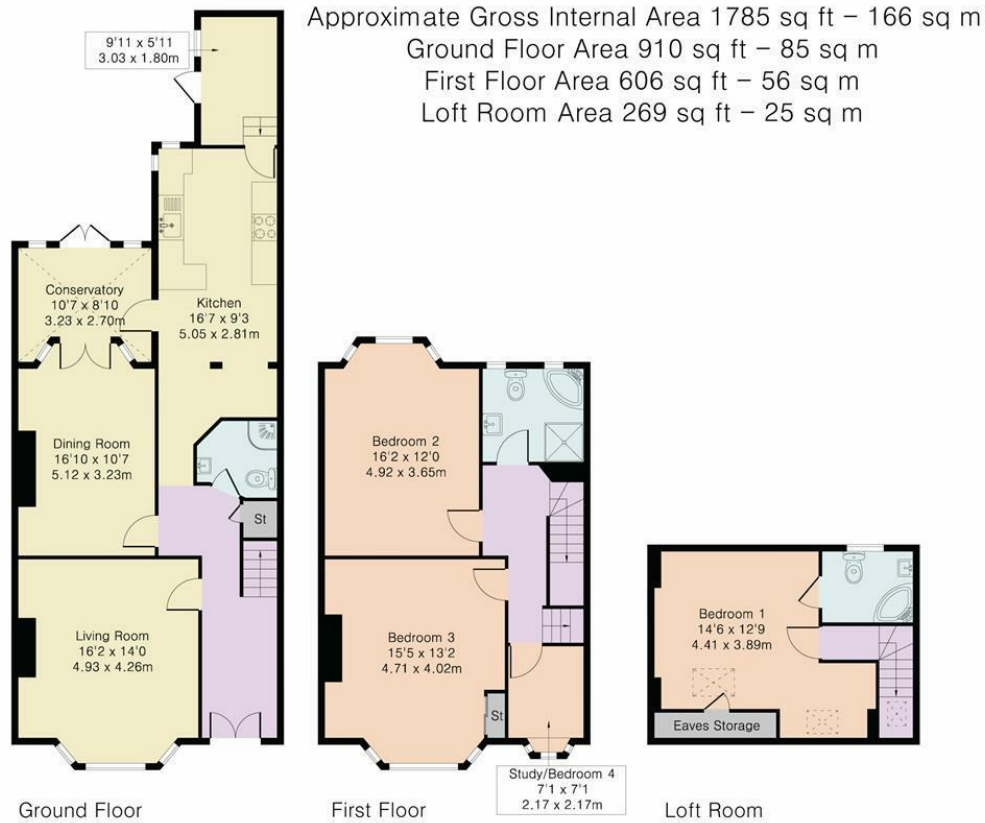 Approximate Gross Internal Area 1785 sq ft – 166 sq m
Ground Floor Area 910 sq ft – 85 sq m
First Floor Area 606 sq ft – 56 sq m
Loft Room Area 269 sq ft – 25 sq m
9'11 x 5'11
3.03 x 1.80m
Conservatory
10'7 x 8'10
3.23 x 2.70m
Kitchen
16'7 x 9'3
5.05 x 2.81m
Dining Room
16'10 x 10'7
5.12 x 3.23m
St
Living Room
16'2 x 14'0
4.93 x 4.26m
Ground Floor
Bedroom 2
16'2 x 12'0
4.92 x 3.65m
Bedroom 3
15'5 x 13'2
4.71 x 4.02m
St
Study/Bedroom 4
7'1 x 7'1
2.17 x 2.17m
First Floor
Bedroom 1
14'6 x 12'9
4.41 x 3.89m
Eaves Storage
Loft Room